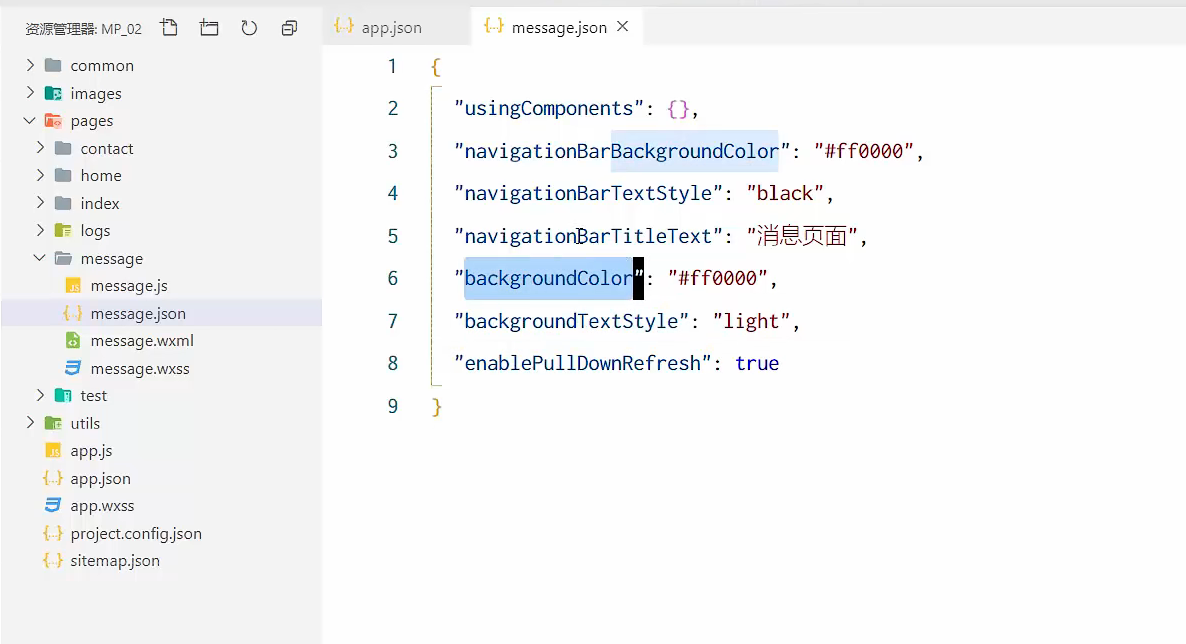 资源管理器: MP_02
common
images
pages
contact
home
index
logs
message
message.js
message.json
message.wxml
message.wxss
test
utils
app.js
app.json
app.wxss
project.config.json
sitemap.json
app.json
message.json
1 {
2 "usingComponents": {},
3 "navigationBarBackgroundColor": "#ff0000",
4 "navigationBarTextStyle": "black",
5 "navigationBarTitleText": "消息页面",
6 "backgroundColor": "#ff0000",
7 "backgroundTextStyle": "light",
8 "enablePullDownRefresh": true
9 }